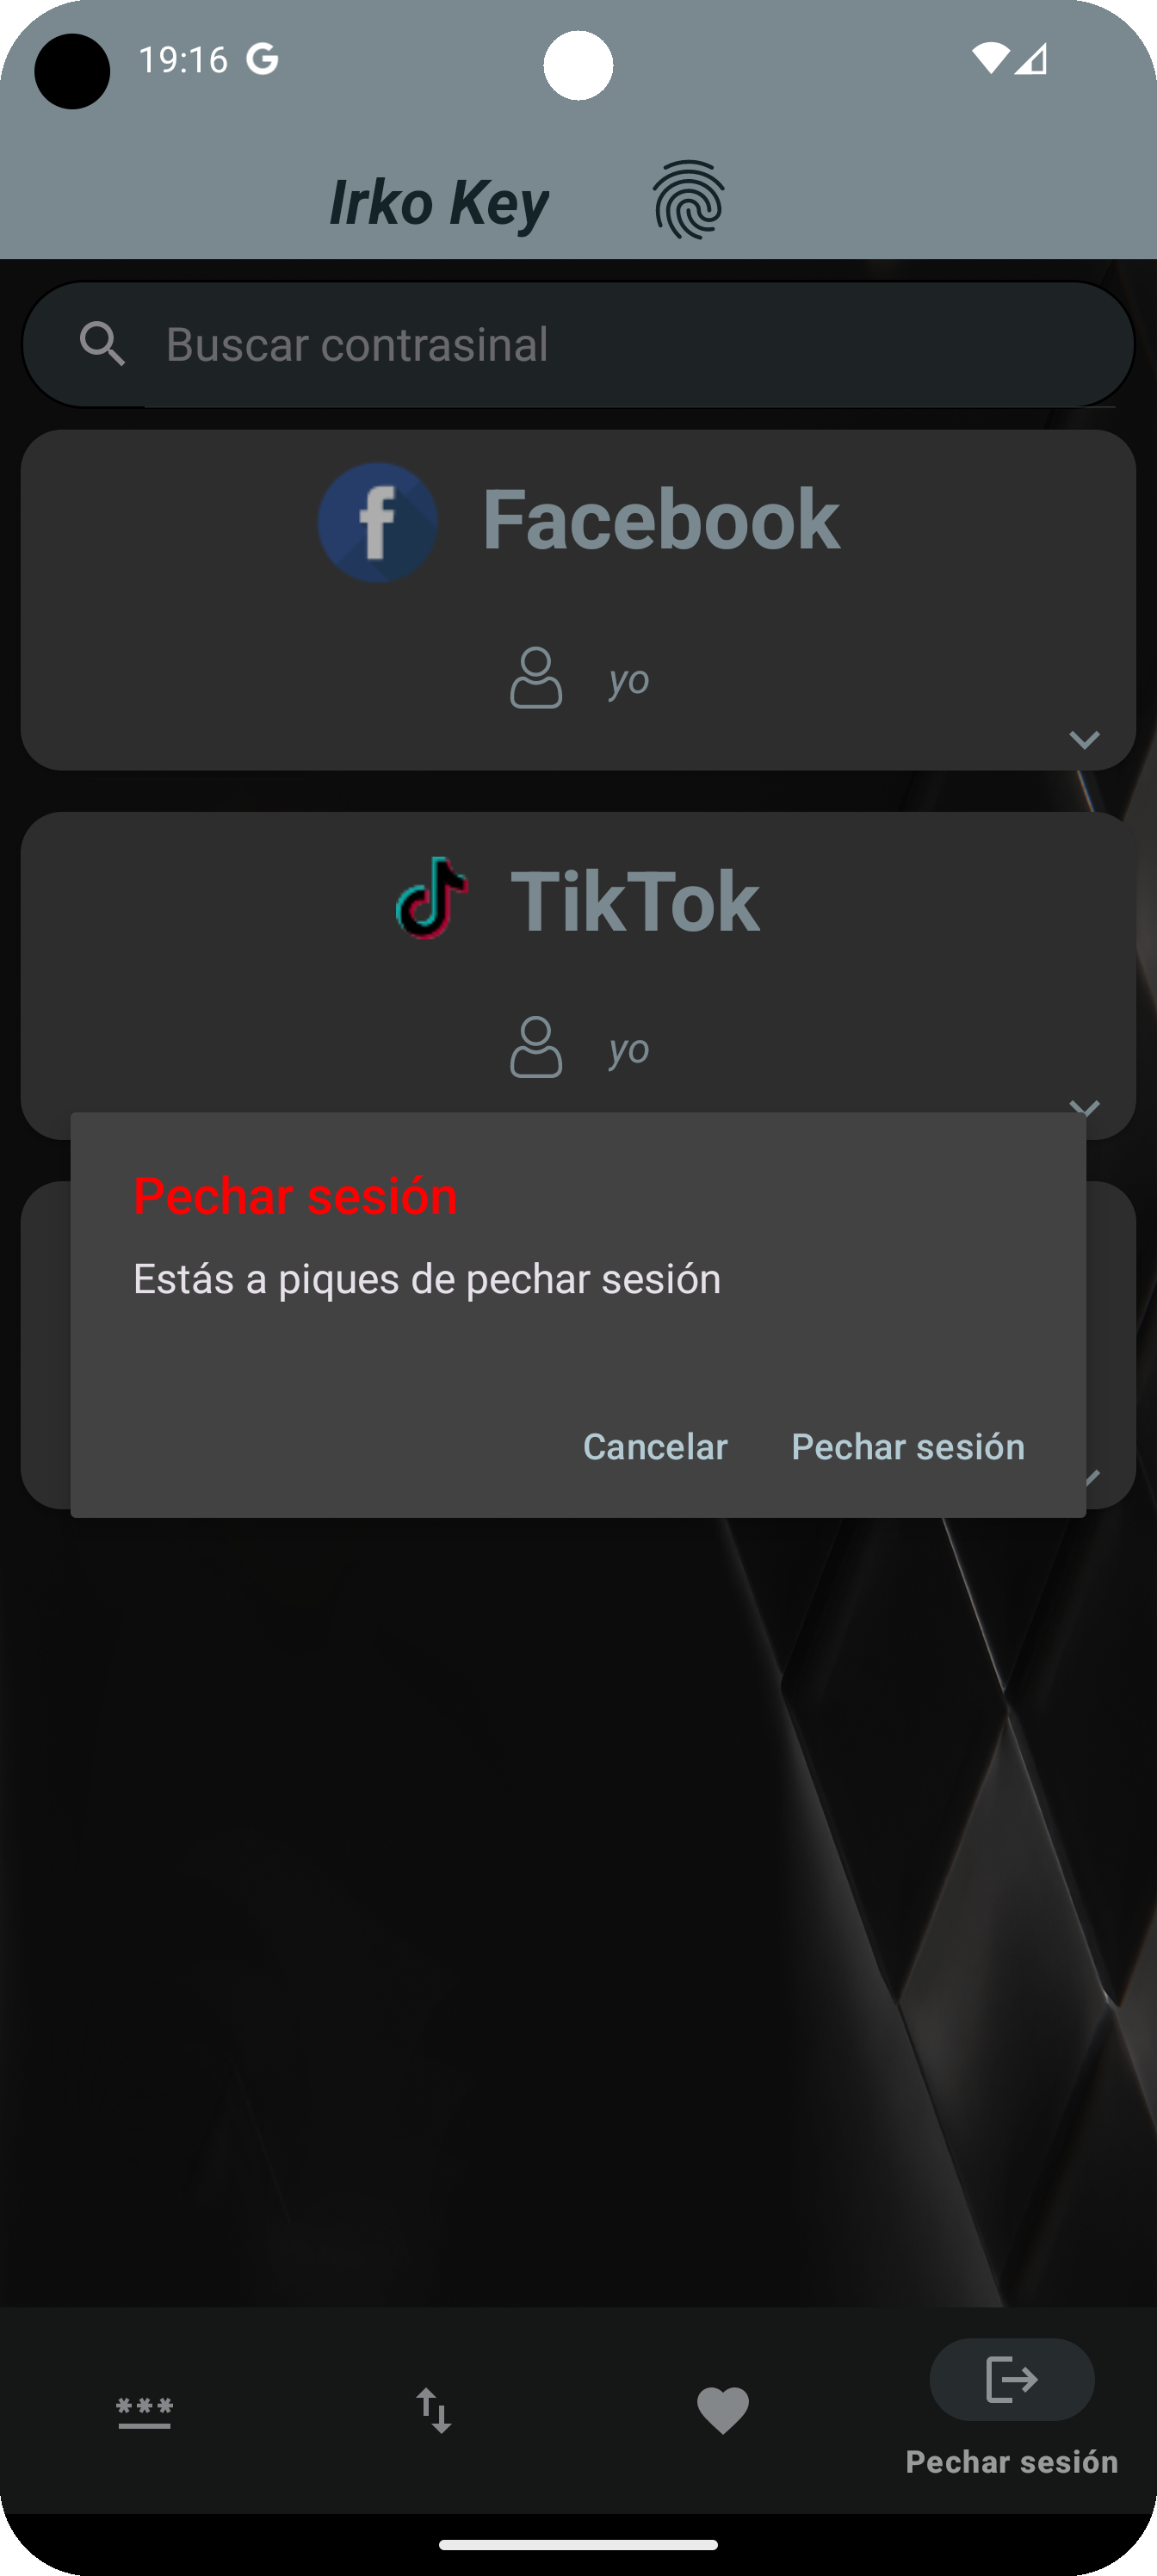 19:16
Irko Key
Buscar contrasinal
Facebook
yo
TikTok
yo
Pechar sesión
Estás a piques de pechar sesión
Cancelar Pechar sesión
Pechar sesión